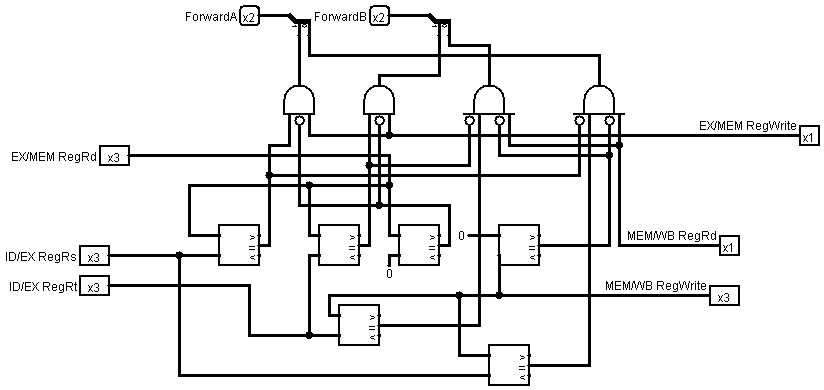 ForwardA x2 ForwardB x2
EX/MEM RegWrite
x1
EX/MEM RegRd x3
0
MEM/WB RegRd x1
ID/EX RegRs x3
0
ID/EX RegRt x3
MEM/WB RegWrite x3